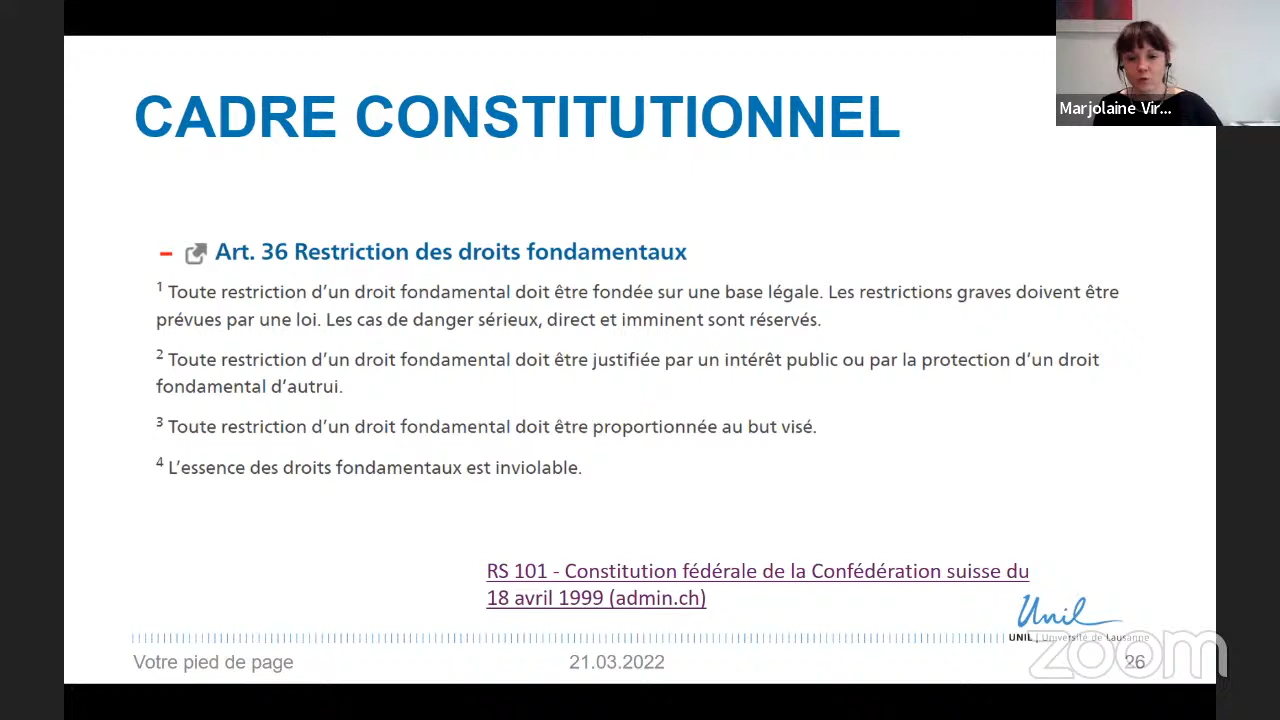 CADRE CONSTITUTIONNEL
Marjolaine Vir...
Art. 36 Restriction des droits fondamentaux
1 Toute restriction d’un droit fondamental doit être fondée sur une base légale. Les restrictions graves doivent être
prévues par une loi. Les cas de danger sérieux, direct et imminent sont réservés.
2 Toute restriction d’un droit fondamental doit être justifiée par un intérêt public ou par la protection d’un droit
fondamental d’autrui.
3 Toute restriction d’un droit fondamental doit être proportionnée au but visé.
4 L’essence des droits fondamentaux est inviolable.
RS 101 - Constitution fédérale de la Confédération suisse du
18 avril 1999 (admin.ch)
Unil
UNIL | Université de Lausanne
Votre pied de page
21.03.2022
26
zoom